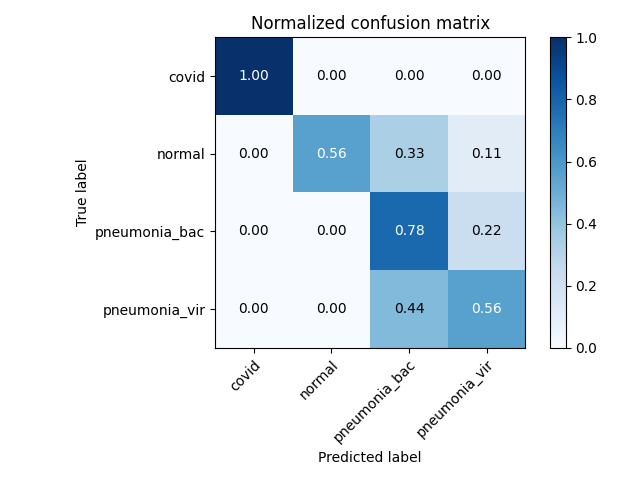 Normalized confusion matrix
True label
covid 1.00 0.00 0.00 0.00
normal 0.00 0.56 0.33 0.11
pneumonia_bac 0.00 0.00 0.78 0.22
pneumonia_vir 0.00 0.00 0.44 0.56
covid normal pneumonia_bac pneumonia_vir
Predicted label
1.0
0.8
0.6
0.4
0.2
0.0